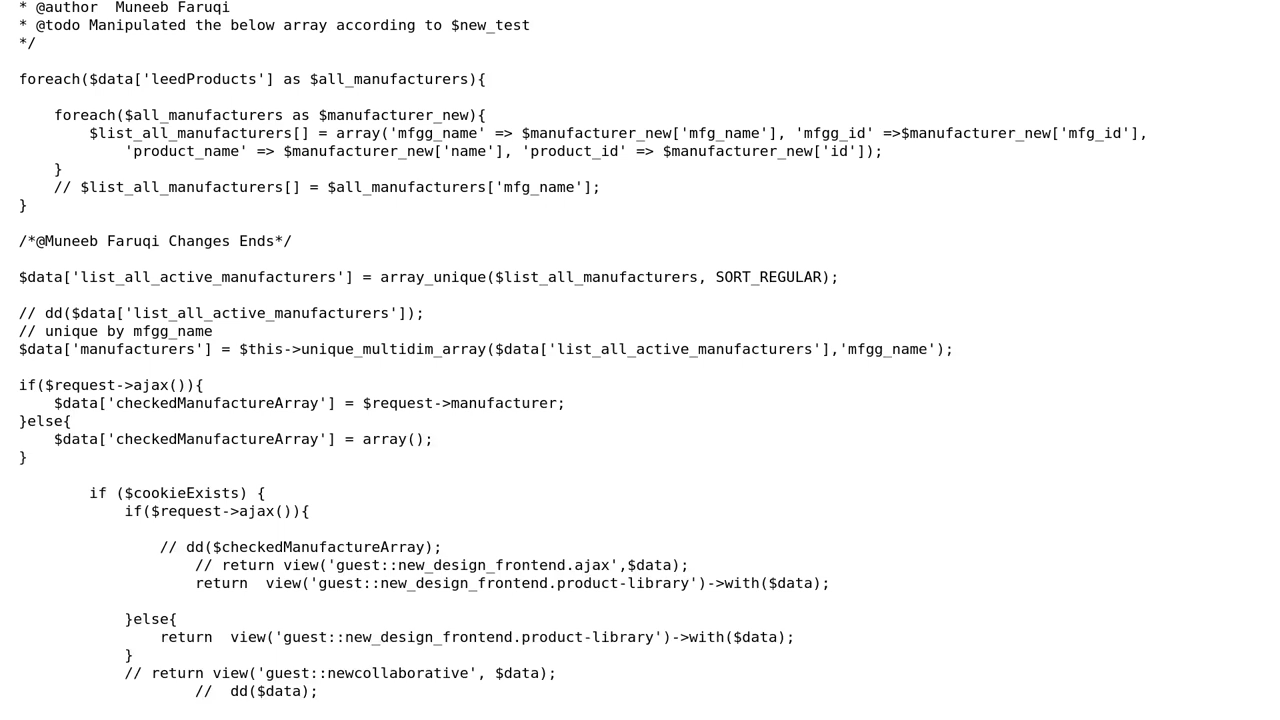 * @author  Muneeb Faruqi
* @todo Manipulated the below array according to $new_test
*/
foreach($data['leedProducts'] as $all_manufacturers){
foreach($all_manufacturers as $manufacturer_new){
$list_all_manufacturers[] = array('mfgg_name' => $manufacturer_new['mfg_name'], 'mfgg_id' =>$manufacturer_new['mfg_id'],
'product_name' => $manufacturer_new['name'], 'product_id' => $manufacturer_new['id']);
}
// $list_all_manufacturers[] = $all_manufacturers['mfg_name'];
}
/*@Muneeb Faruqi Changes Ends*/
$data['list_all_active_manufacturers'] = array_unique($list_all_manufacturers, SORT_REGULAR);
// dd($data['list_all_active_manufacturers']);
// unique by mfgg_name
$data['manufacturers'] = $this->unique_multidim_array($data['list_all_active_manufacturers'],'mfgg_name');
if($request->ajax()){
$data['checkedManufactureArray'] = $request->manufacturer;
}else{
$data['checkedManufactureArray'] = array();
}
if ($cookieExists) {
if($request->ajax()){
// dd($checkedManufactureArray);
// return view('guest::new_design_frontend.ajax',$data);
return  view('guest::new_design_frontend.product-library')->with($data);
}else{
return  view('guest::new_design_frontend.product-library')->with($data);
}
// return view('guest::newcollaborative', $data);
//  dd($data);